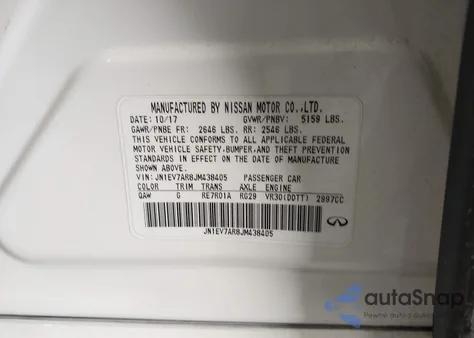 MANUFACTURED BY NISSAN MOTOR CO.,LTD.
DATE: 10/17 GVWR/PNBV: 5159 LBS.
GAWR/PNBE FR: 2646 LBS. RR: 2546 LBS.
THIS VEHICLE CONFORMS TO ALL APPLICABLE FEDERAL
MOTOR VEHICLE SAFETY,BUMPER,AND THEFT PREVENTION
STANDARDS IN EFFECT ON THE DATE OF MANUFACTURE
SHOWN ABOVE.
VIN: JN1EV7AR8JM438405 PASSENGER CAR
COLOR TRIM TRANS AXLE ENGINE
QAW G RE7R01A RG29 VR30(DDTT) 2997CC
JN1EV7AR8JM438405
autoSnap
Pewne auto z